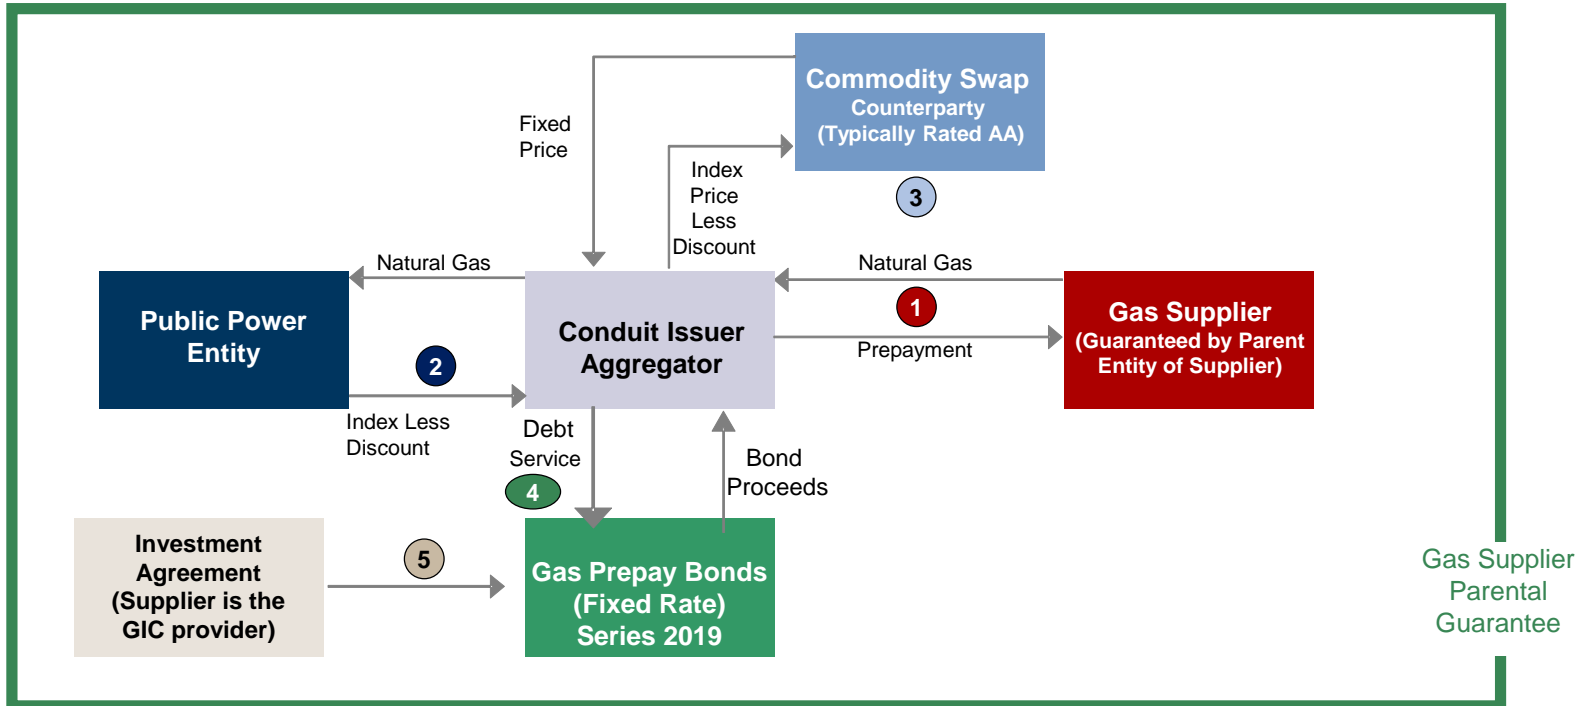 Commodity Swap
Counterparty
(Typically Rated AA)
Fixed
Price
Index
Price
Less
Discount
3
Natural Gas
Natural Gas
Public Power
Entity
Conduit Issuer
Aggregator
1
Gas Supplier
(Guaranteed by Parent
Entity of Supplier)
Prepayment
2
Index Less
Discount
Debt
Service
4
Bond
Proceeds
Investment
Agreement
(Supplier is the
GIC provider)
5
Gas Prepay Bonds
(Fixed Rate)
Series 2019
Gas Supplier
Parental
Guarantee